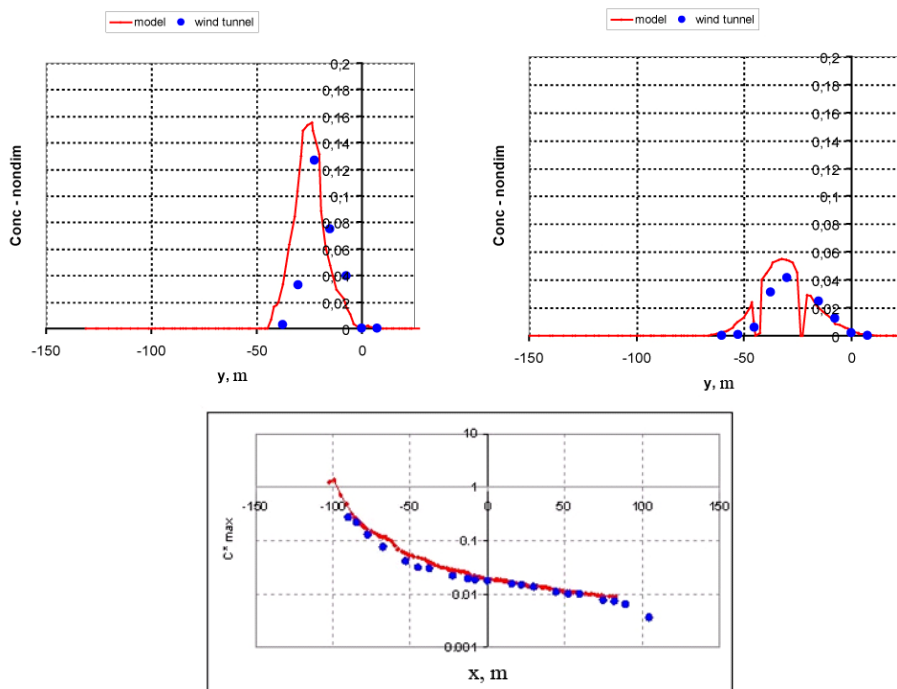 model wind tunnel
0,2
0,18
0,16
0,14
0,12
0,1
0,08
0,06
0,04
0,02
0
-150 -100 -50 0
Conc - nondim
y, m
model wind tunnel
0,2
0,18
0,16
0,14
0,12
0,1
0,08
0,06
0,04
0,02
0
-150 -100 -50 0
Conc - nondim
y, m
10
1
-150 -100 -50 0 50 100 150
0.1
0.01
0.001
C* max
x, m